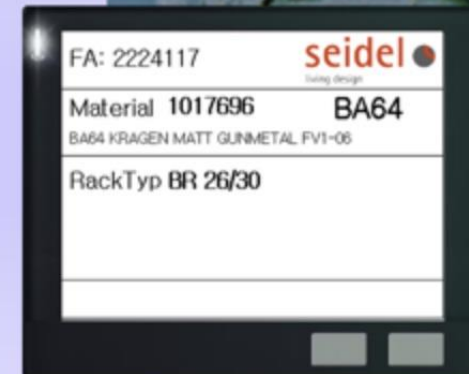 FA: 2224117
seidel
living design
Material 1017696 BA64
BA64 KRAGEN MATT GUNMETAL FV1-06
RackTyp BR 26/30